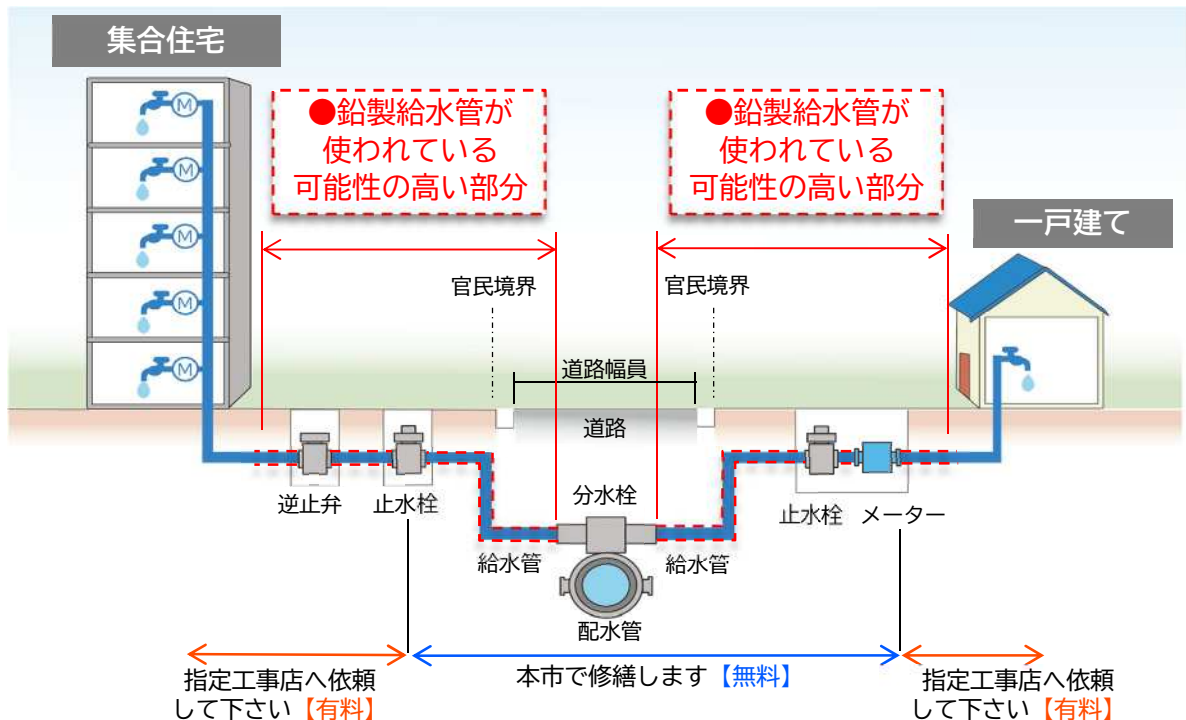 集合住宅
●鉛製給水管が
使われている
可能性の高い部分
●鉛製給水管が
使われている
可能性の高い部分
一戸建て
M
M
M
M
M
官民境界
官民境界
道路幅員
道路
逆止弁
止水栓
分水栓
止水栓
メーター
給水管
給水管
配水管
指定工事店へ依頼
して下さい【有料】
本市で修繕します【無料】
指定工事店へ依頼
して下さい【有料】